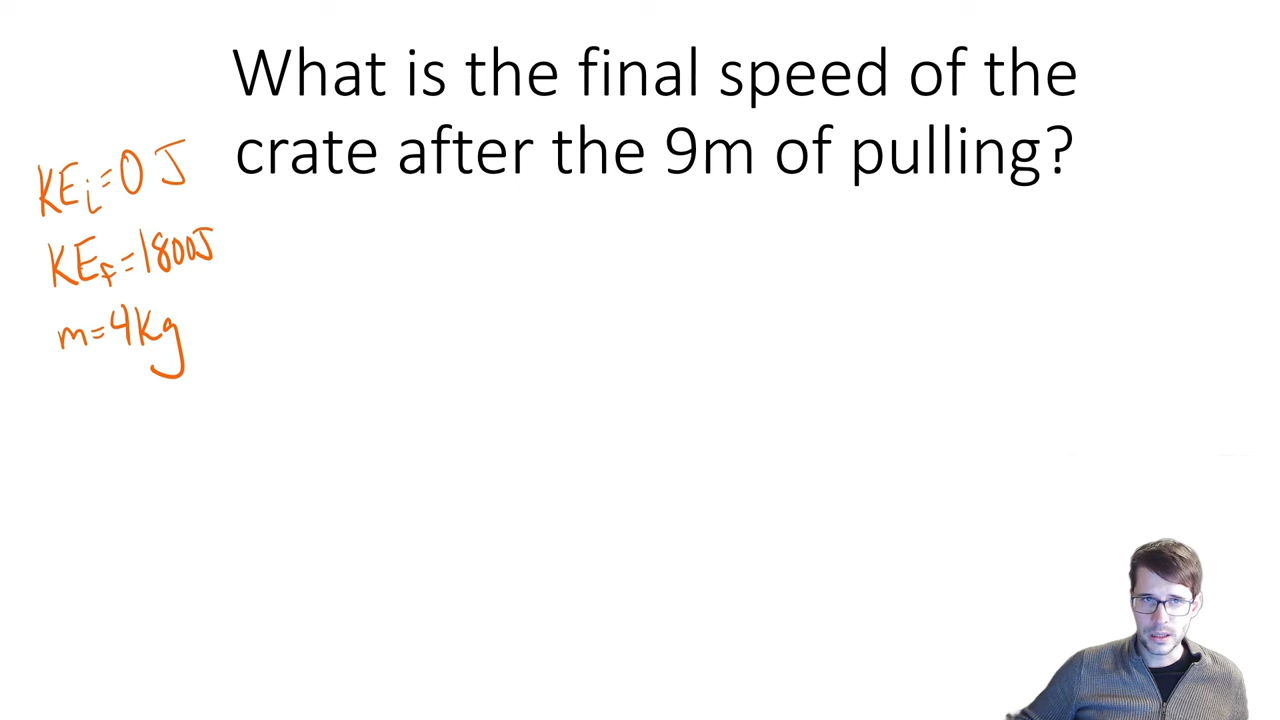 What is the final speed of the
crate after the 9m of pulling?
KEi=0 J
KEf=1800J
m=4kg